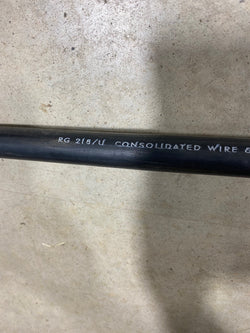 RG 218/U CONSOLIDATED WIRE &